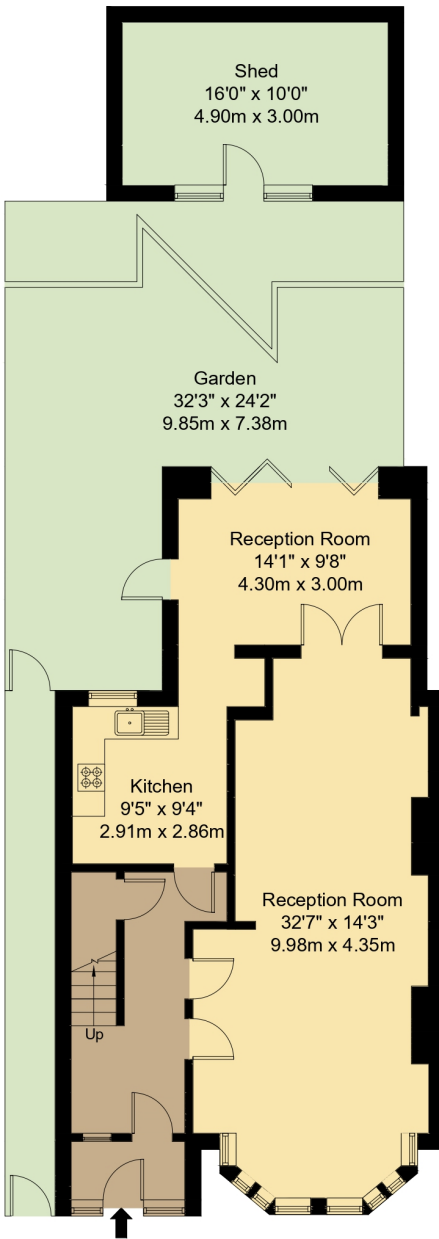 Shed
16'0" x 10'0"
4.90m x 3.00m
Garden
32'3" x 24'2"
9.85m x 7.38m
Reception Room
14'1" x 9'8"
4.30m x 3.00m
Kitchen
9'5" x 9'4"
2.91m x 2.86m
Reception Room
32'7" x 14'3"
9.98m x 4.35m
Up